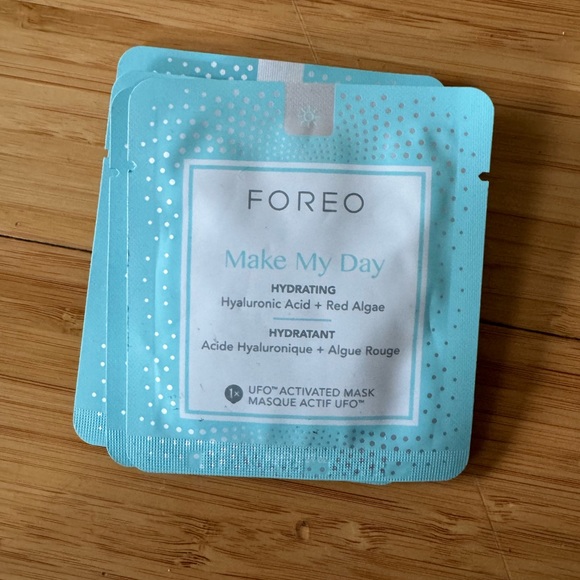 FOREO
Make My Day
HYDRATING
Hyaluronic Acid + Red Algae
HYDRATANT
Acide Hyaluronique + Algue Rouge
1x UFO™ ACTIVATED MASK
MASQUE ACTIF UFO™